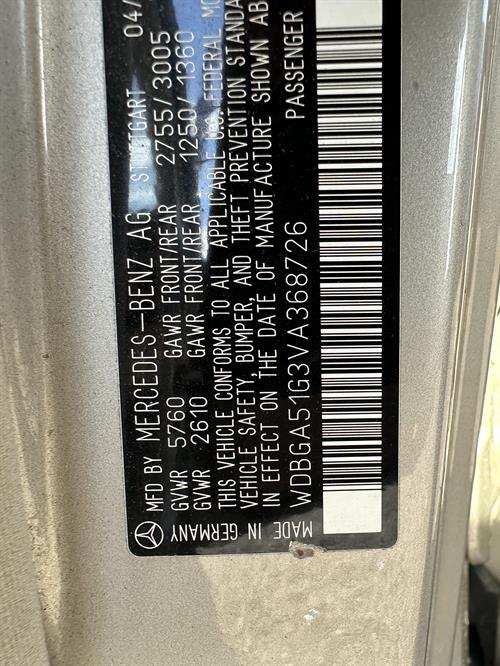 MFD BY MERCEDES-BENZ AG STUTTGART 04/
GVWR 5760 GAWR FRONT/REAR 2755/3005
GVWR 2610 GAWR FRONT/REAR 1250/1360
THIS VEHICLE CONFORMS TO ALL APPLICABLE U.S. FEDERAL MO
VEHICLE SAFETY, BUMPER, AND THEFT PREVENTION STANDA
IN EFFECT ON THE DATE OF MANUFACTURE SHOWN AB
WDBGA51G3VA368726 PASSENGER
MADE IN GERMANY